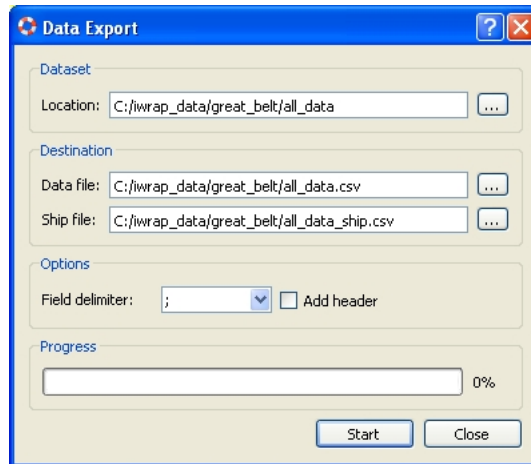 Data Export
Dataset
Location: C:/iwrap_data/great_belt/all_data ...
Destination
Data file: C:/iwrap_data/great_belt/all_data.csv ...
Ship file: C:/iwrap_data/great_belt/all_data_ship.csv ...
Options
Field delimiter: ; Add header
Progress
0%
Start Close